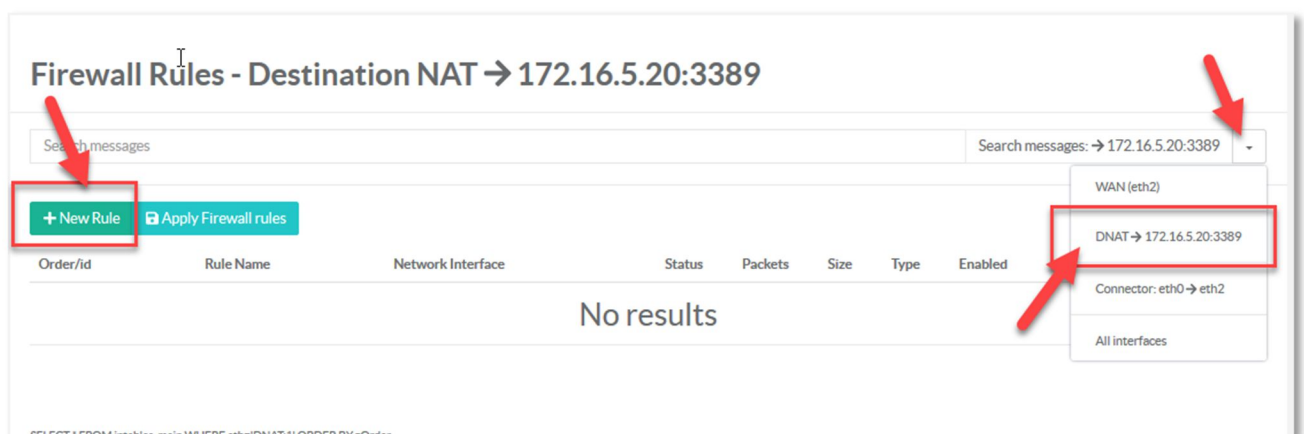 Firewall Rules - Destination NAT → 172.16.5.20:3389
Search messages
Search messages: → 172.16.5.20:3389
WAN (eth2)
+ New Rule
Apply Firewall rules
DNAT → 172.16.5.20:3389
Order/id Rule Name Network Interface Status Packets Size Type Enabled
Connector: eth0 → eth2
No results
All interfaces